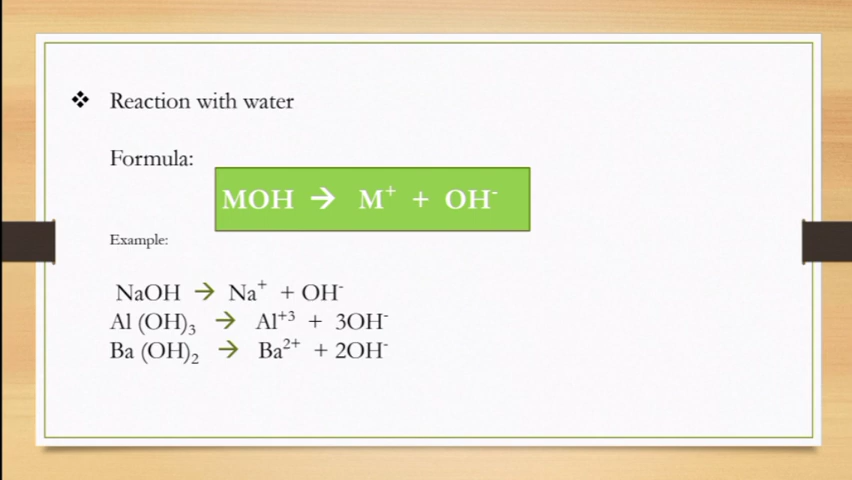 ❖ Reaction with water
Formula:
MOH → M⁺ + OH⁻
Example:
NaOH → Na⁺ + OH⁻
Al (OH)₃ → Al⁺³ + 3OH⁻
Ba (OH)₂ → Ba²⁺ + 2OH⁻